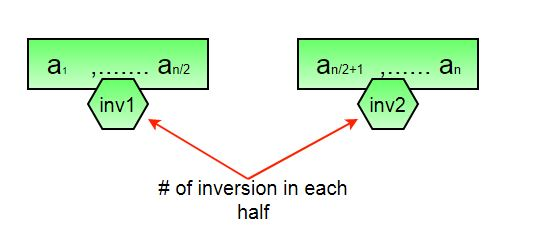 a1 ,....... an/2
an/2+1 ,...... an
inv1
inv2
# of inversion in each
half